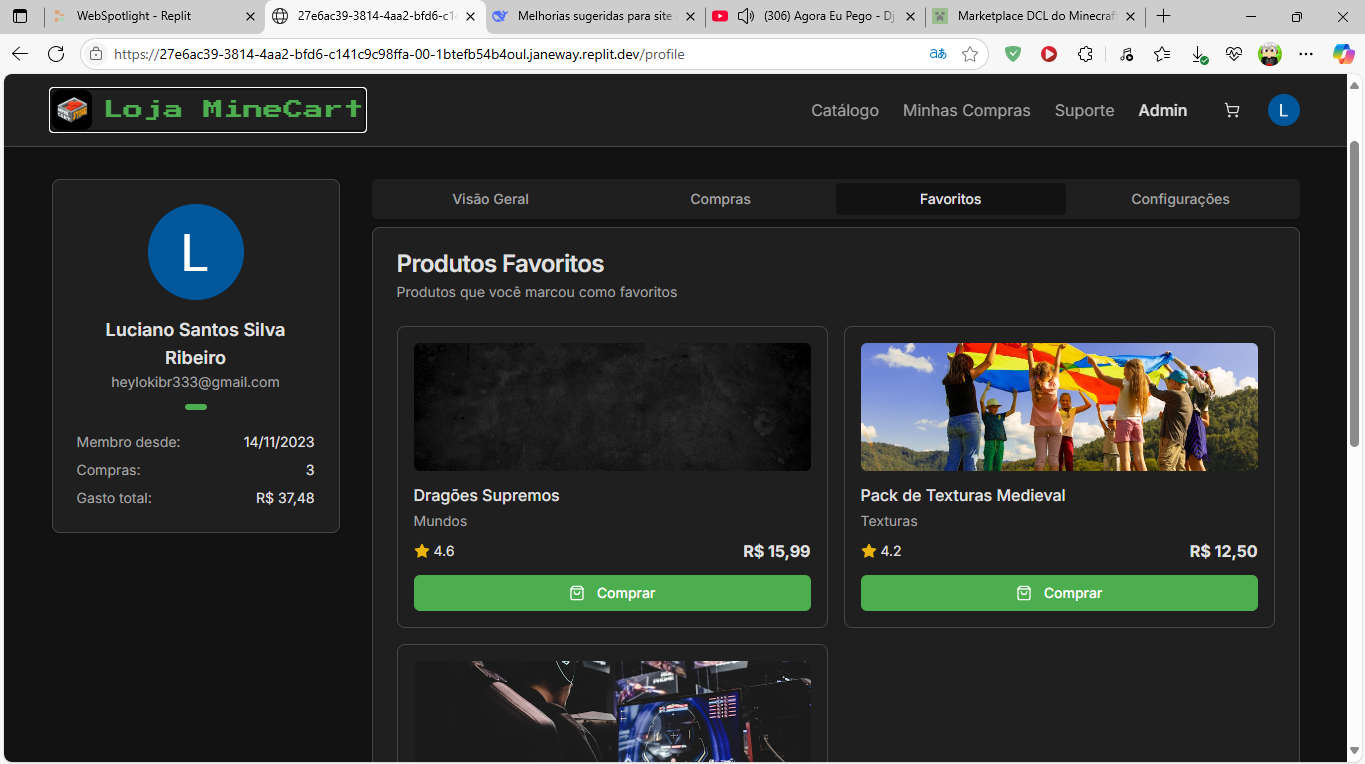 WebSpotlight - Replit
27e6ac39-3814-4aa2-bfd6-c14
Melhorias sugeridas para site
(306) Agora Eu Pego - Dj
Marketplace DCL do Minecraft
https://27e6ac39-3814-4aa2-bfd6-c141c9c98ffa-00-1btefb54b4oul.janeway.replit.dev/profile
Loja MineCart
Catálogo
Minhas Compras
Suporte
Admin
L
L
Luciano Santos Silva
Ribeiro
heylokibr333@gmail.com
Membro desde: 14/11/2023
Compras: 3
Gasto total: R$ 37,48
Visão Geral
Compras
Favoritos
Configurações
Produtos Favoritos
Produtos que você marcou como favoritos
Dragões Supremos
Mundos
4.6 R$ 15,99
Comprar
Pack de Texturas Medieval
Texturas
4.2 R$ 12,50
Comprar